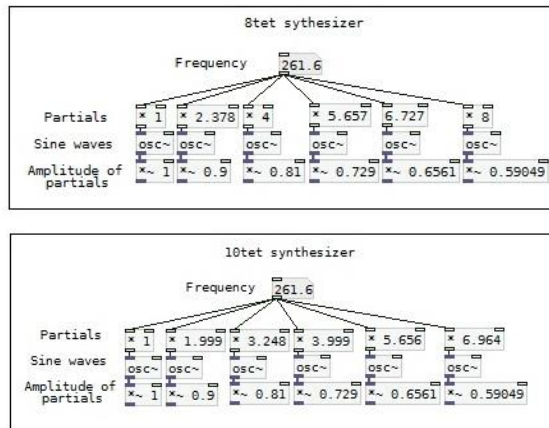 8tet sythesizer
Frequency 261.6
Partials * 1 * 2.378 * 4 * 5.657 6.727 * 8
Sine waves osc~ osc~ osc~ osc~ osc~ osc~
Amplitude of partials *~ 1 *~ 0.9 *~ 0.81 *~ 0.729 *~ 0.6561 *~ 0.59049
10tet synthesizer
Frequency 261.6
Partials * 1 * 1.999 * 3.248 * 3.999 * 5.656 * 6.964
Sine waves osc~ osc~ osc~ osc~ osc~ osc~
Amplitude of partials *~ 1 *~ 0.9 *~ 0.81 *~ 0.729 *~ 0.6561 *~ 0.59049